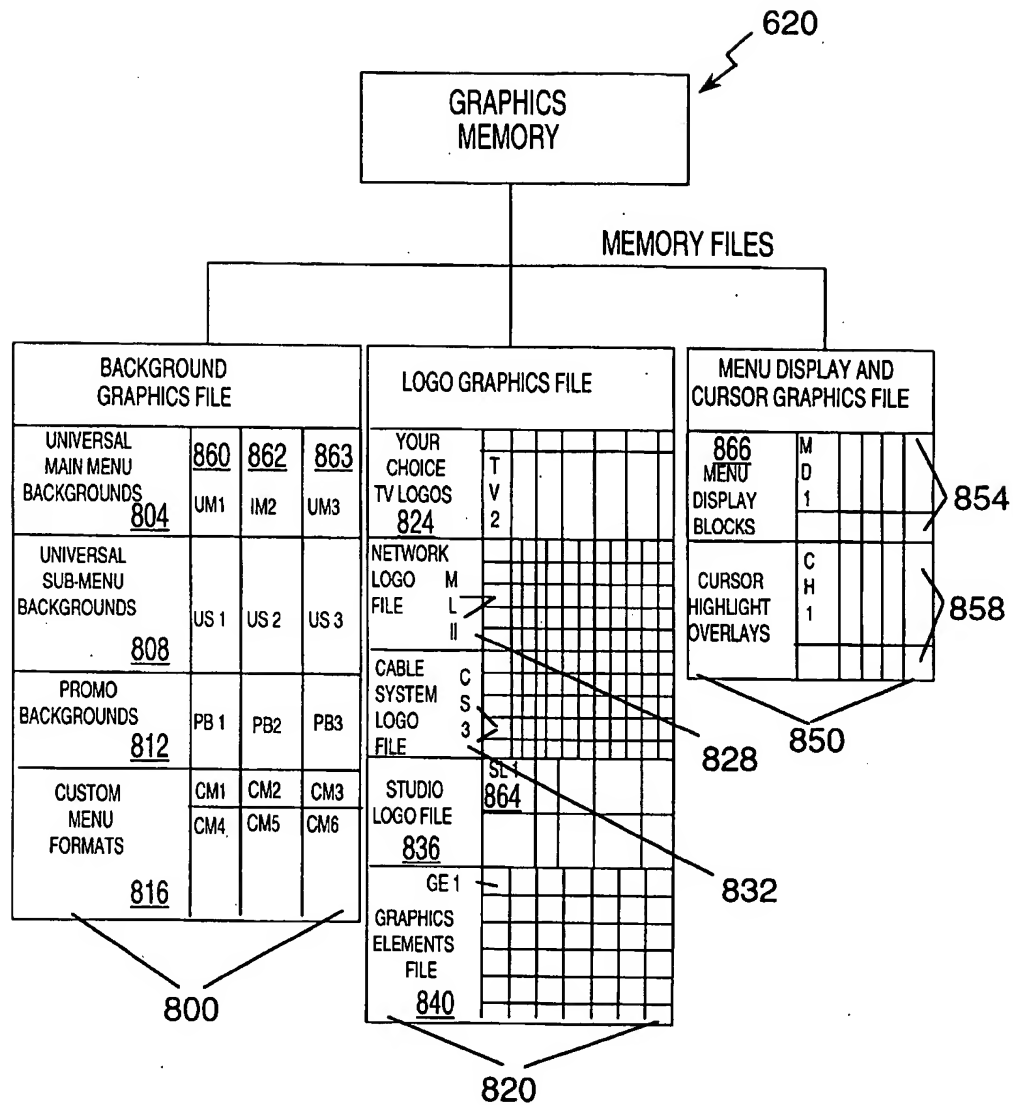 620
GRAPHICS
MEMORY
MEMORY FILES
BACKGROUND
GRAPHICS FILE
UNIVERSAL
MAIN MENU
BACKGROUNDS
804
860 862 863
UM1 IM2 UM3
UNIVERSAL
SUB-MENU
BACKGROUNDS
808
US 1 US 2 US 3
PROMO
BACKGROUNDS
812
PB 1 PB2 PB3
CUSTOM
MENU
FORMATS
816
CM1 CM2 CM3
CM4 CM5 CM6
800
LOGO GRAPHICS FILE
YOUR
CHOICE
TV LOGOS
824
T
V
2
NETWORK
LOGO
FILE
M
L
II
828
CABLE
SYSTEM
LOGO
FILE
C
S
3
832
STUDIO
LOGO FILE
836
SL 1
864
GE 1
GRAPHICS
ELEMENTS
FILE
840
820
MENU DISPLAY AND
CURSOR GRAPHICS FILE
866
MENU
DISPLAY
BLOCKS
M
D
1
854
CURSOR
HIGHLIGHT
OVERLAYS
C
H
1
858
850